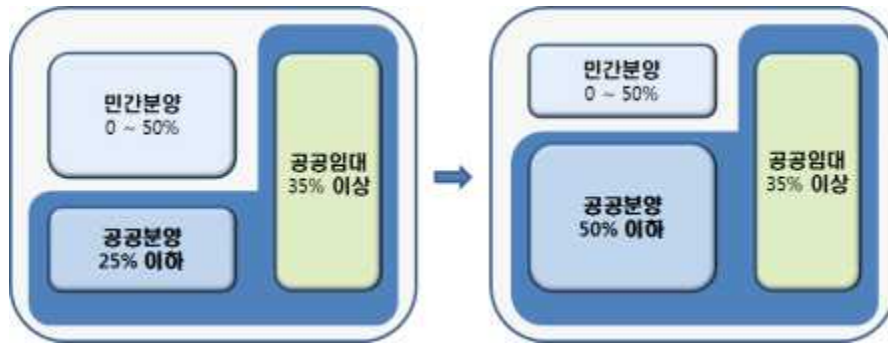 민간분양
0 ~ 50%
공공임대
35% 이상
공공분양
25% 이하
민간분양
0 ~ 50%
공공임대
35% 이상
공공분양
50% 이하